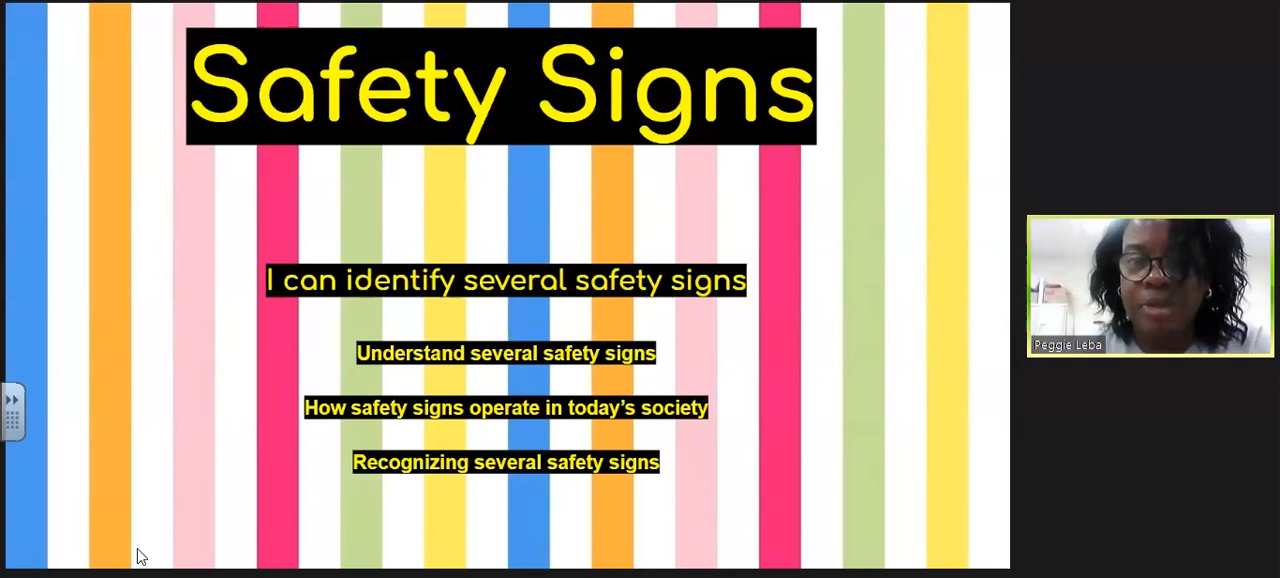 Safety Signs
I can identify several safety signs
Understand several safety signs
How safety signs operate in today’s society
Recognizing several safety signs
Peggie Leba